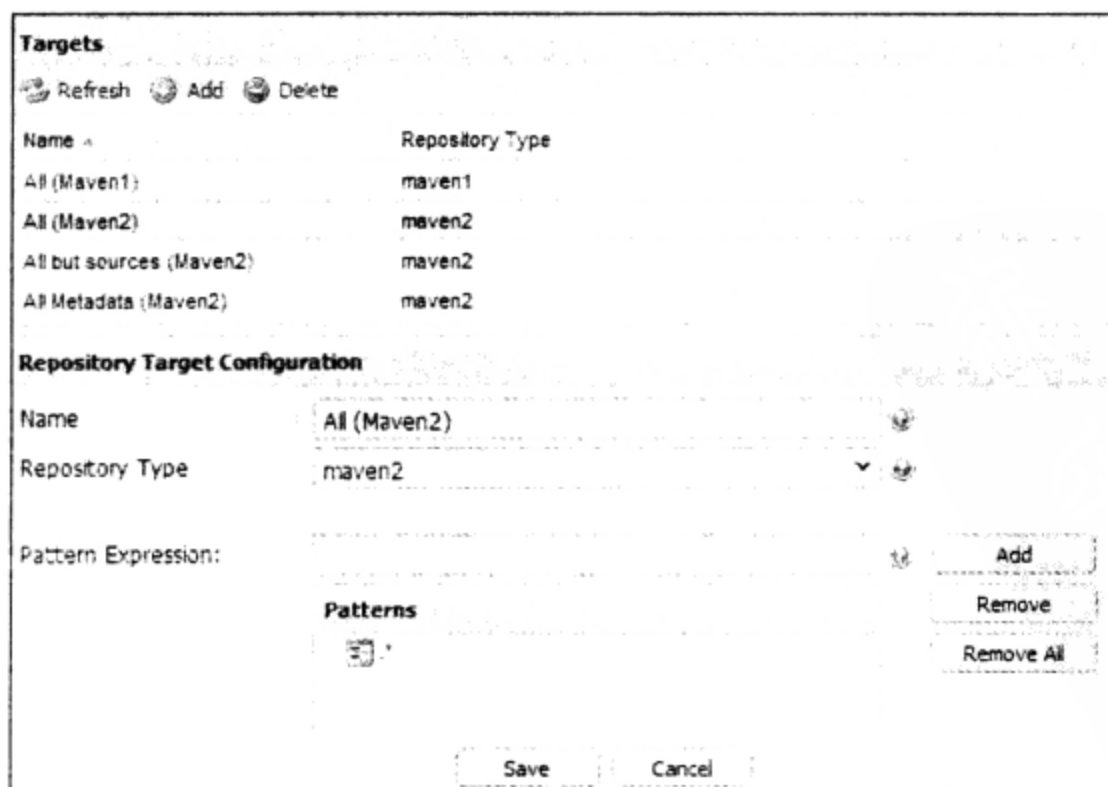 Targets
Refresh Add Delete
Name Repository Type
All (Maven1) maven1
All (Maven2) maven2
All but sources (Maven2) maven2
All Metadata (Maven2) maven2
Repository Target Configuration
Name All (Maven2)
Repository Type maven2
Pattern Expression: Add
Patterns Remove
.* Remove All
Save Cancel